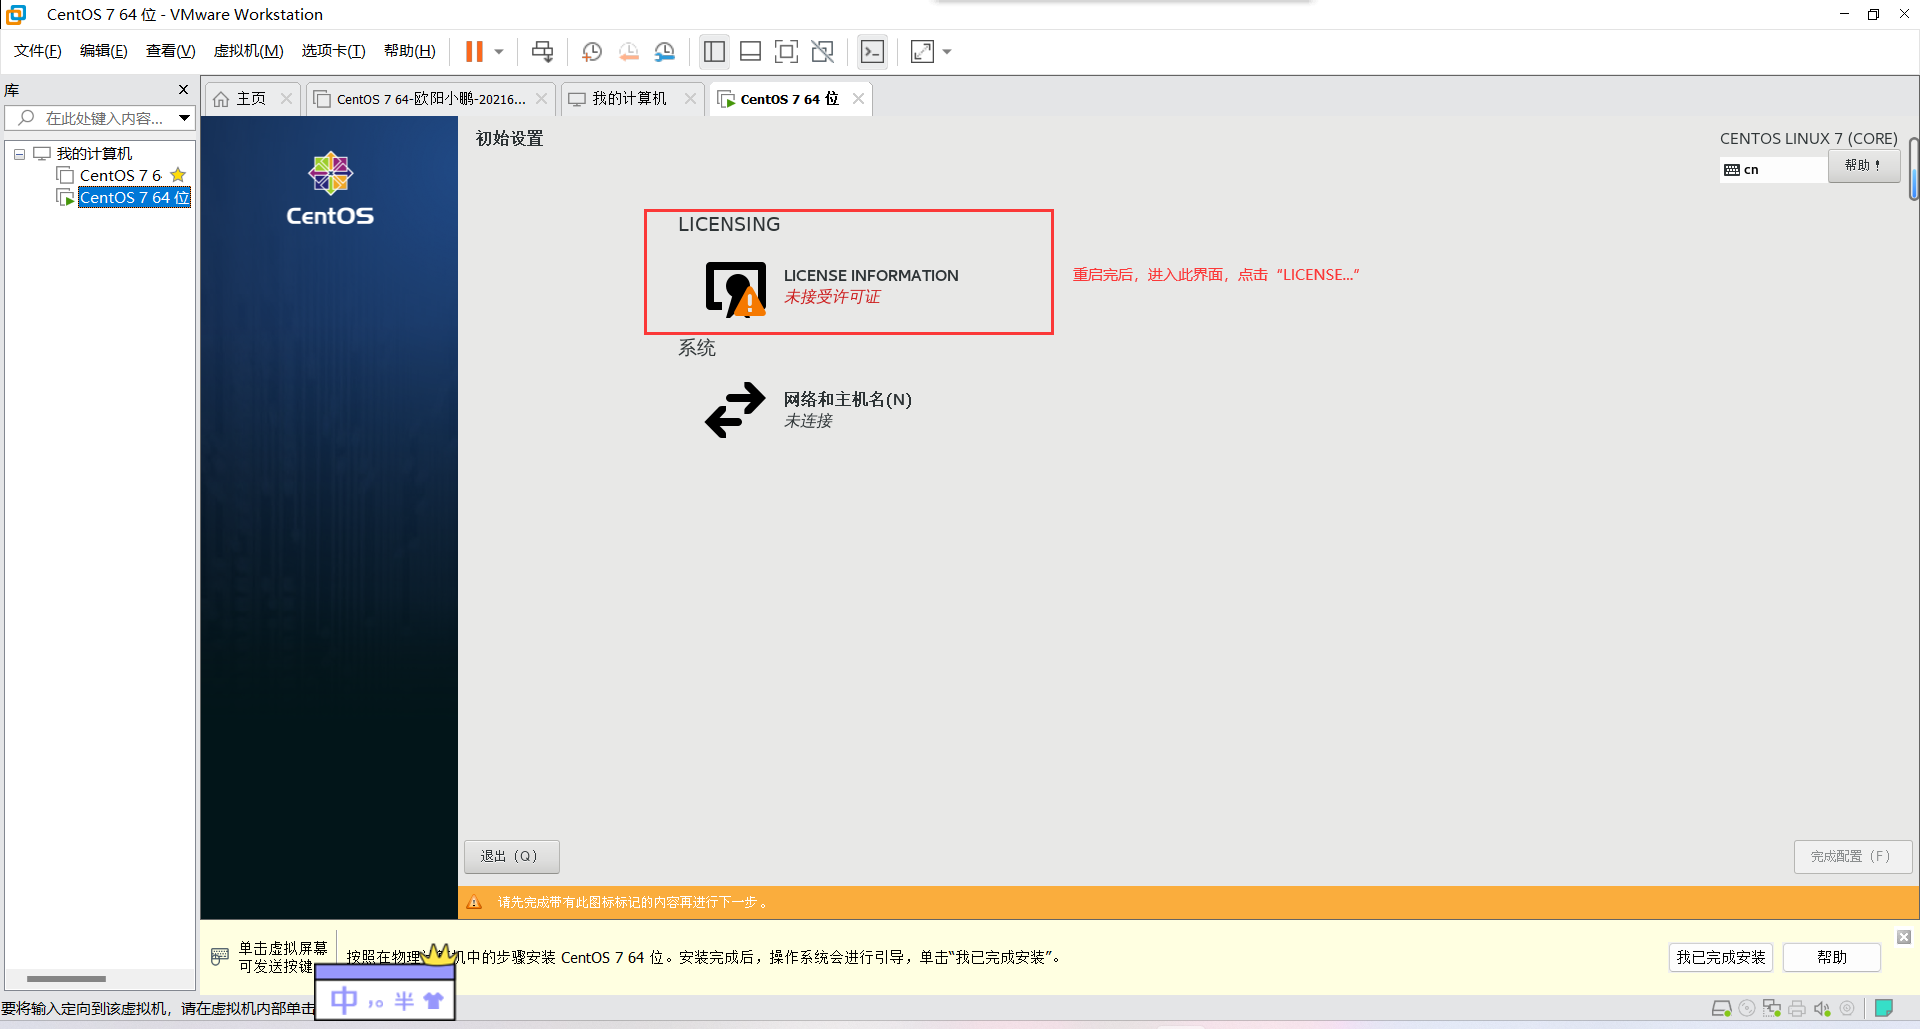 CentOS 7 64 位 - VMware Workstation
文件(F) 编辑(E) 查看(V) 虚拟机(M) 选项卡(T) 帮助(H)
库
在此处键入内容...
我的计算机
CentOS 7 6
CentOS 7 64 位
主页
CentOS 7 64-欧阳小鹏-20216...
我的计算机
CentOS 7 64 位
CentOS
初始设置
CENTOS LINUX 7 (CORE)
cn
帮助！
LICENSING
LICENSE INFORMATION
未接受许可证
重启完后，进入此界面，点击“LICENSE...”
系统
网络和主机名(N)
未连接
退出（Q）
完成配置（F）
请先完成带有此图标标记的内容再进行下一步。
单击虚拟屏幕
可发送按键
按照在物理
机中的步骤安装 CentOS 7 64 位。安装完成后，操作系统会进行引导，单击“我已完成安装”。
我已完成安装
帮助
中 ，。 半
要将输入定向到该虚拟机，请在虚拟机内部单击